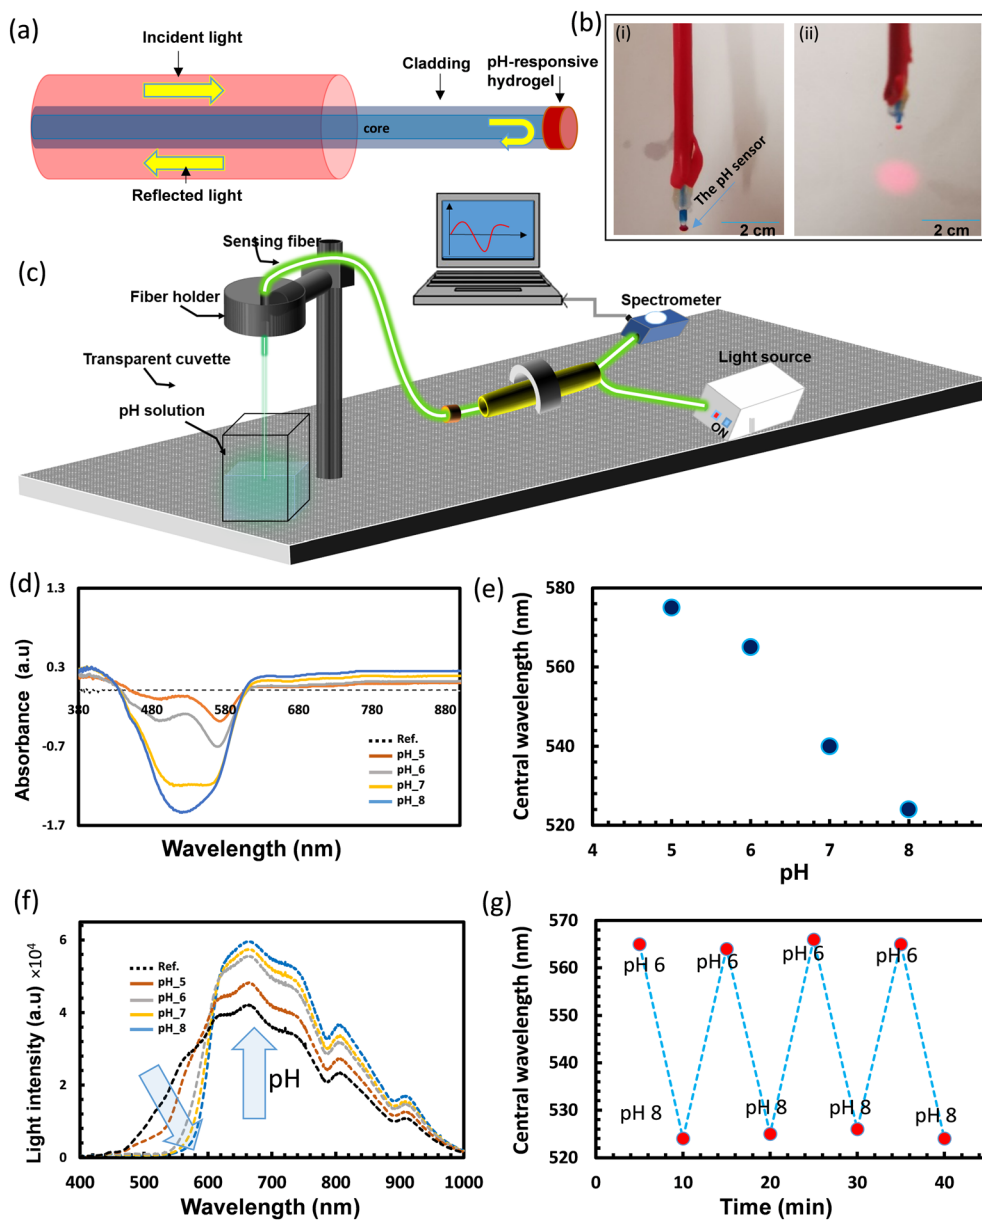 (a)
Incident light
Cladding
pH-responsive
hydrogel
core
Reflected light
(b)
(i)
(ii)
The pH sensor
2 cm
2 cm
(c)
Sensing fiber
Fiber holder
Transparent cuvette
pH solution
Spectrometer
Light source
ON
(d)
1.3
0.3
-0.7
-1.7
380
480
580
680
780
880
Absorbance (a.u)
Wavelength (nm)
Ref.
pH_5
pH_6
pH_7
pH_8
(e)
580
560
540
520
4
5
6
7
8
Central wavelength (nm)
pH
(f)
6
4
2
0
400
500
600
700
800
900
1000
Light intensity (a.u) ×10⁴
Wavelength (nm)
Ref.
pH_5
pH_6
pH_7
pH_8
pH
(g)
570
560
550
540
530
520
0
10
20
30
40
Central wavelength (nm)
Time (min)
pH 6
pH 6
pH 6
pH 6
pH 8
pH 8
pH 8
pH 8